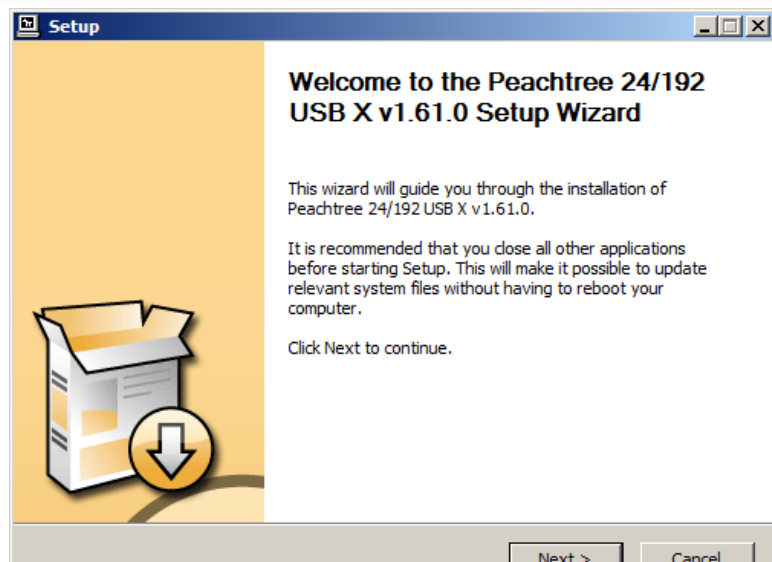 Setup
Welcome to the Peachtree 24/192
USB X v1.61.0 Setup Wizard
This wizard will guide you through the installation of
Peachtree 24/192 USB X v1.61.0.
It is recommended that you close all other applications
before starting Setup. This will make it possible to update
relevant system files without having to reboot your
computer.
Click Next to continue.
Next >
Cancel